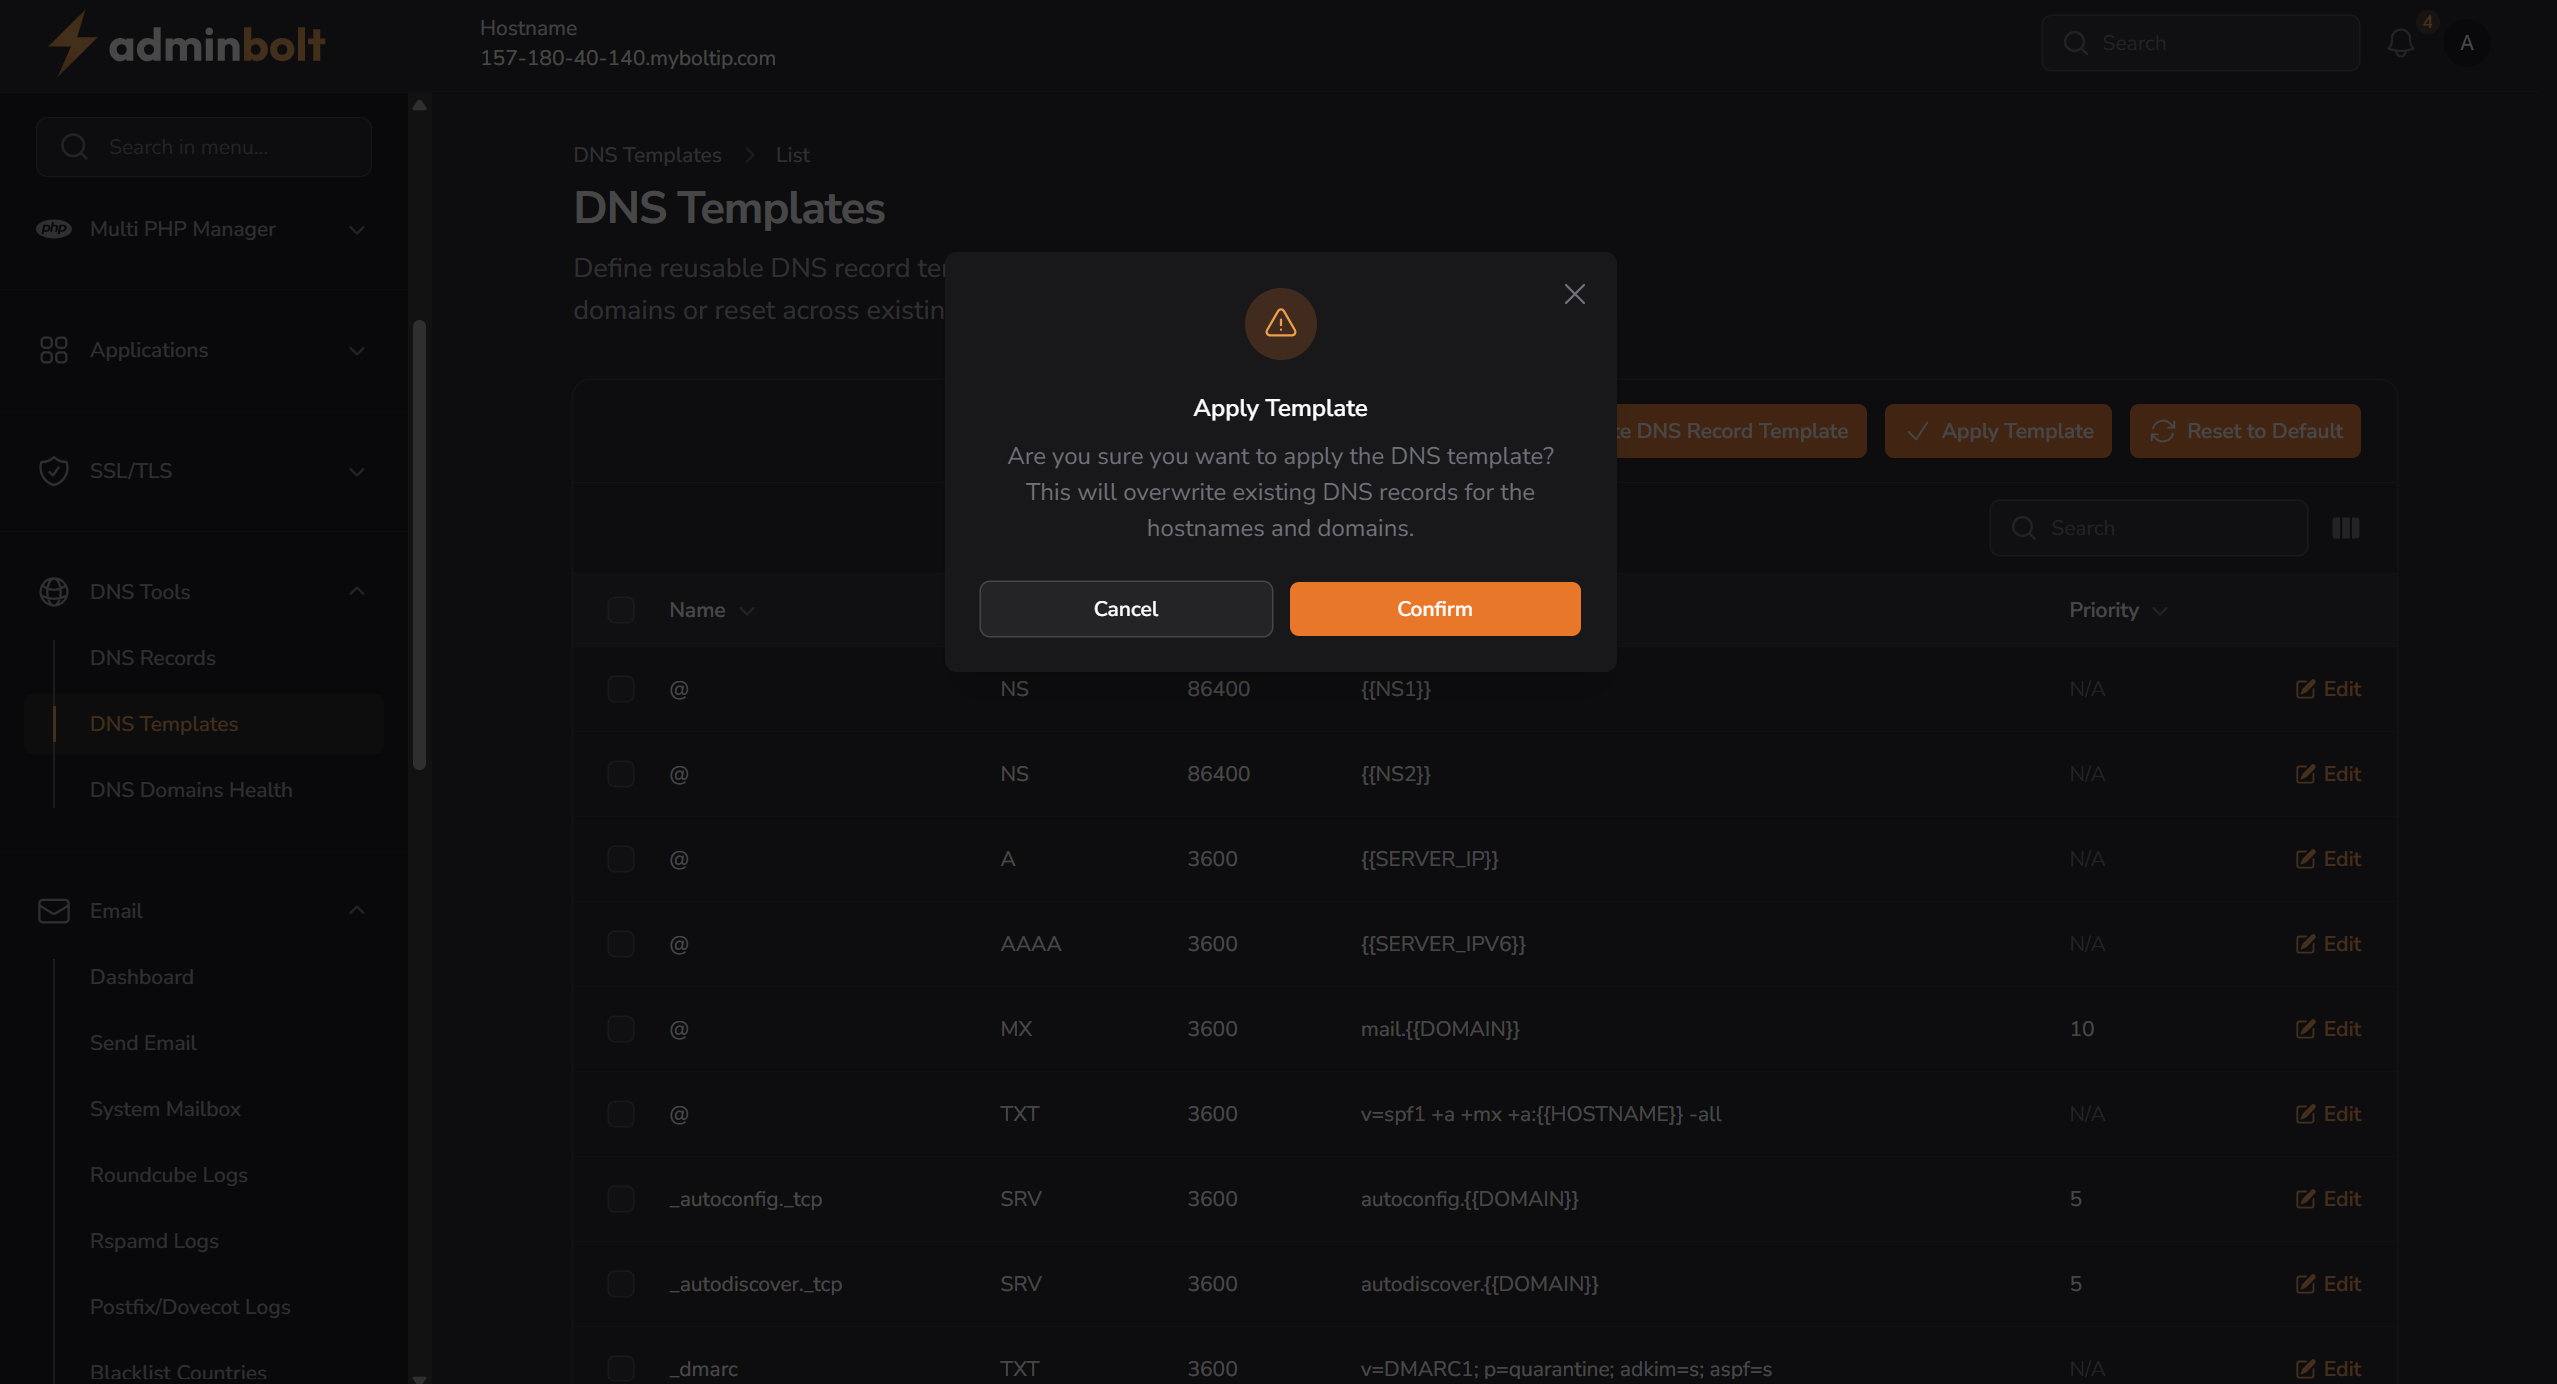 adminbolt
Hostname
157-180-40-140.myboltip.com
Search
4
A
Search in menu...
php
Multi PHP Manager
Applications
SSL/TLS
DNS Tools
DNS Records
DNS Templates
DNS Domains Health
Email
Dashboard
Send Email
System Mailbox
Roundcube Logs
Rspamd Logs
Postfix/Dovecot Logs
Blacklist Countries
DNS Templates > List
DNS Templates
Define reusable DNS record
domains or reset across
DNS Record Template
Apply Template
Reset to Default
Search
Apply Template
Are you sure you want to apply the DNS template?
This will overwrite existing DNS records for the
hostnames and domains.
Cancel
Confirm
Name
Priority
@ NS 86400 {{NS1}} N/A Edit
@ NS 86400 {{NS2}} N/A Edit
@ A 3600 {{SERVER_IP}} N/A Edit
@ AAAA 3600 {{SERVER_IPV6}} N/A Edit
@ MX 3600 mail.{{DOMAIN}} 10 Edit
@ TXT 3600 v=spf1 +a +mx +a:{{HOSTNAME}} -all N/A Edit
_autoconfig._tcp SRV 3600 autoconfig.{{DOMAIN}} 5 Edit
_autodiscover._tcp SRV 3600 autodiscover.{{DOMAIN}} 5 Edit
_dmarc TXT 3600 v=DMARC1; p=quarantine; adkim=s; aspf=s N/A Edit